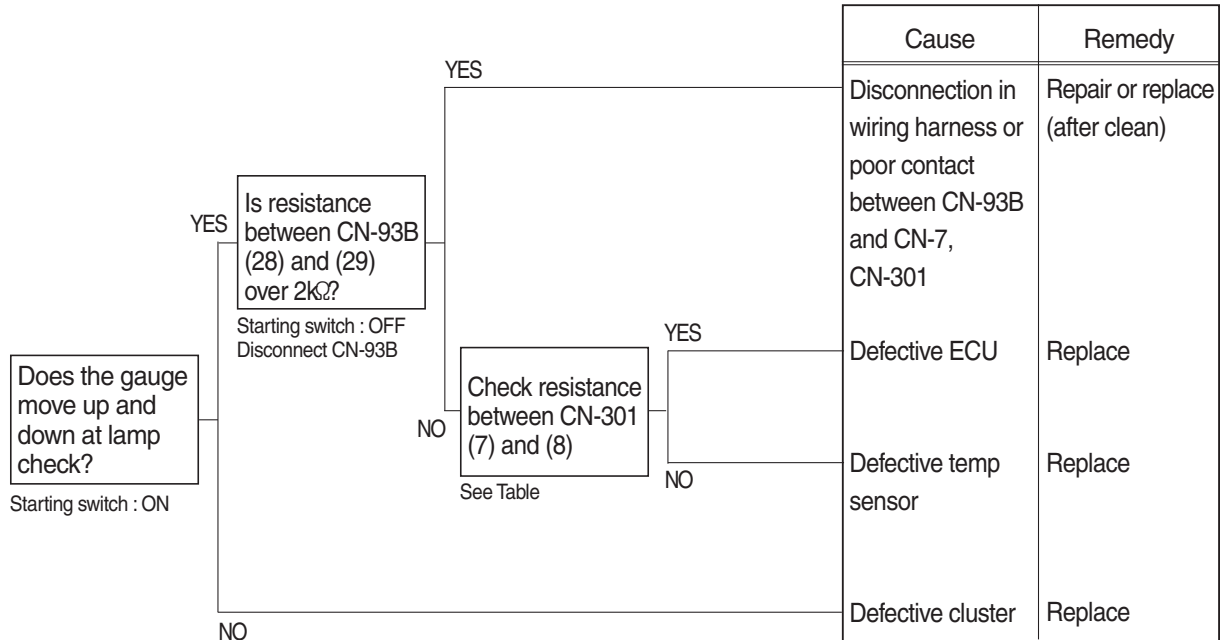 Does the gauge
move up and
down at lamp
check?
Starting switch : ON
YES
NO
Is resistance
between CN-93B
(28) and (29)
over 2kΩ?
Starting switch : OFF
Disconnect CN-93B
YES
NO
Check resistance
between CN-301
(7) and (8)
See Table
YES
NO
Cause
Remedy
Disconnection in
wiring harness or
poor contact
between CN-93B
and CN-7,
CN-301
Repair or replace
(after clean)
Defective ECU
Replace
Defective temp
sensor
Replace
Defective cluster
Replace